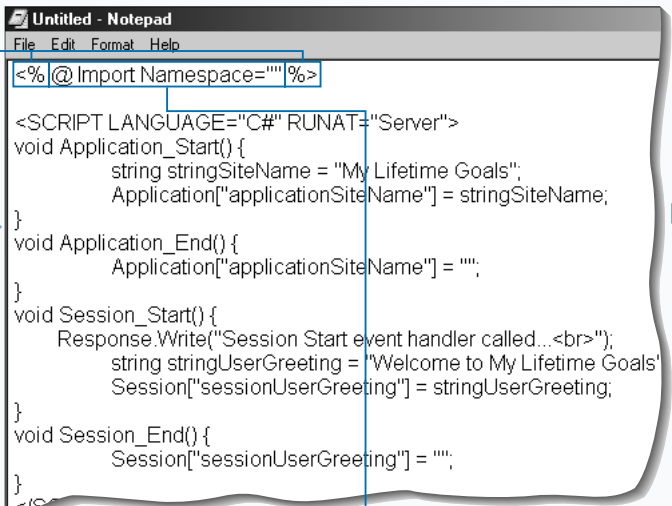 Untitled - Notepad
File Edit Format Help
<% @ Import Namespace="" %>
<SCRIPT LANGUAGE="C#" RUNAT="Server">
void Application_Start() {
string stringSiteName = "My Lifetime Goals";
Application["applicationSiteName"] = stringSiteName;
}
void Application_End() {
Application["applicationSiteName"] = "";
}
void Session_Start() {
Response.Write("Session Start event handler called...<br>");
string stringUserGreeting = "Welcome to My Lifetime Goals"
Session["sessionUserGreeting"] = stringUserGreeting;
}
void Session_End() {
Session["sessionUserGreeting"] = "";
}